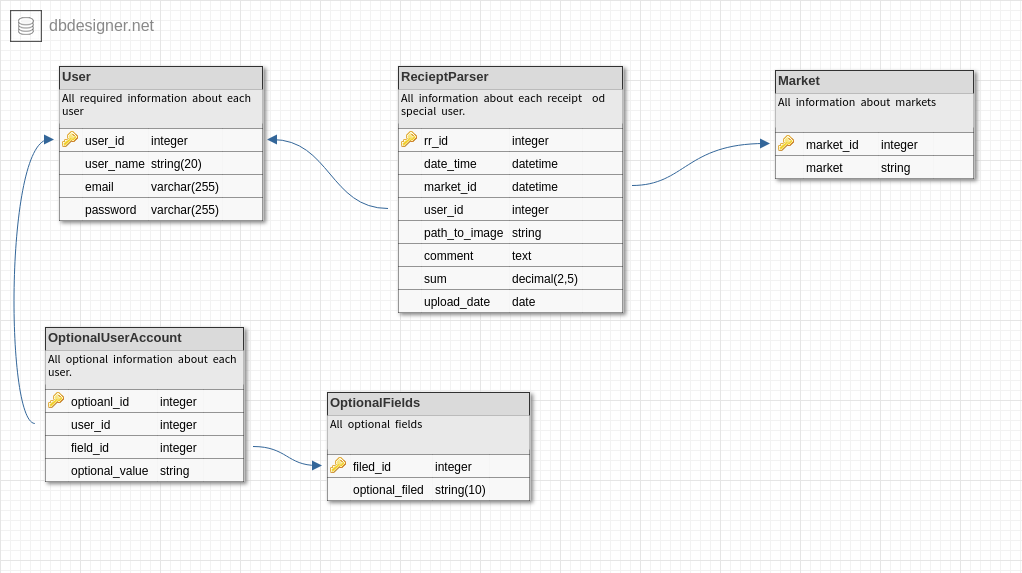 dbdesigner.net
User
All required information about each
user
user_id integer
user_name string(20)
email varchar(255)
password varchar(255)
RecieptParser
All information about each receipt od
special user.
rr_id integer
date_time datetime
market_id datetime
user_id integer
path_to_image string
comment text
sum decimal(2,5)
upload_date date
Market
All information about markets
market_id integer
market string
OptionalUserAccount
All optional information about each
user.
optioanl_id integer
user_id integer
field_id integer
optional_value string
OptionalFields
All optional fields
filed_id integer
optional_filed string(10)